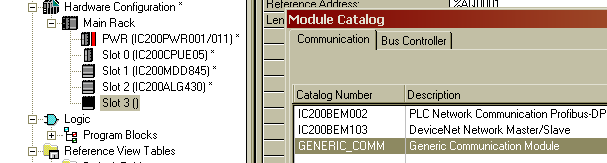 Hardware Configuration *
Main Rack
PWR (IC200PWR001/011) *
Slot 0 (IC200CPUE05) *
Slot 1 (IC200MDD845) *
Slot 2 (IC200ALG430) *
Slot 3 ()
Logic
Program Blocks
Reference View Tables
Reference Address:
Len
Module Catalog
Communication
Bus Controller
Catalog Number Description
IC200BEM002 PLC Network Communication Profibus-DP
IC200BEM103 DeviceNet Network Master/Slave
GENERIC_COMM Generic Communication Module